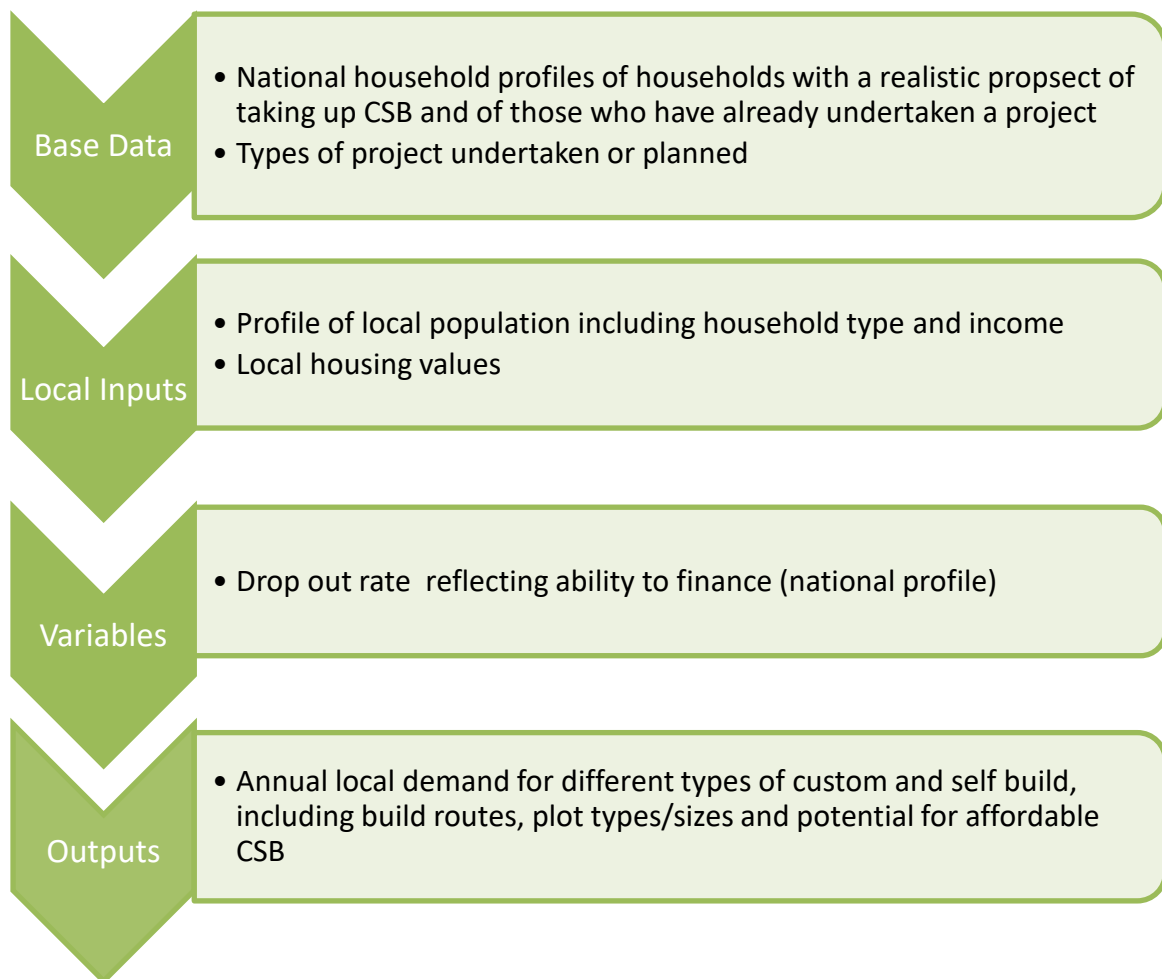 Base Data
• National household profiles of households with a realistic propsect of
taking up CSB and of those who have already undertaken a project
• Types of project undertaken or planned
Local Inputs
• Profile of local population including household type and income
• Local housing values
Variables
• Drop out rate  reflecting ability to finance (national profile)
Outputs
• Annual local demand for different types of custom and self build,
including build routes, plot types/sizes and potential for affordable
CSB